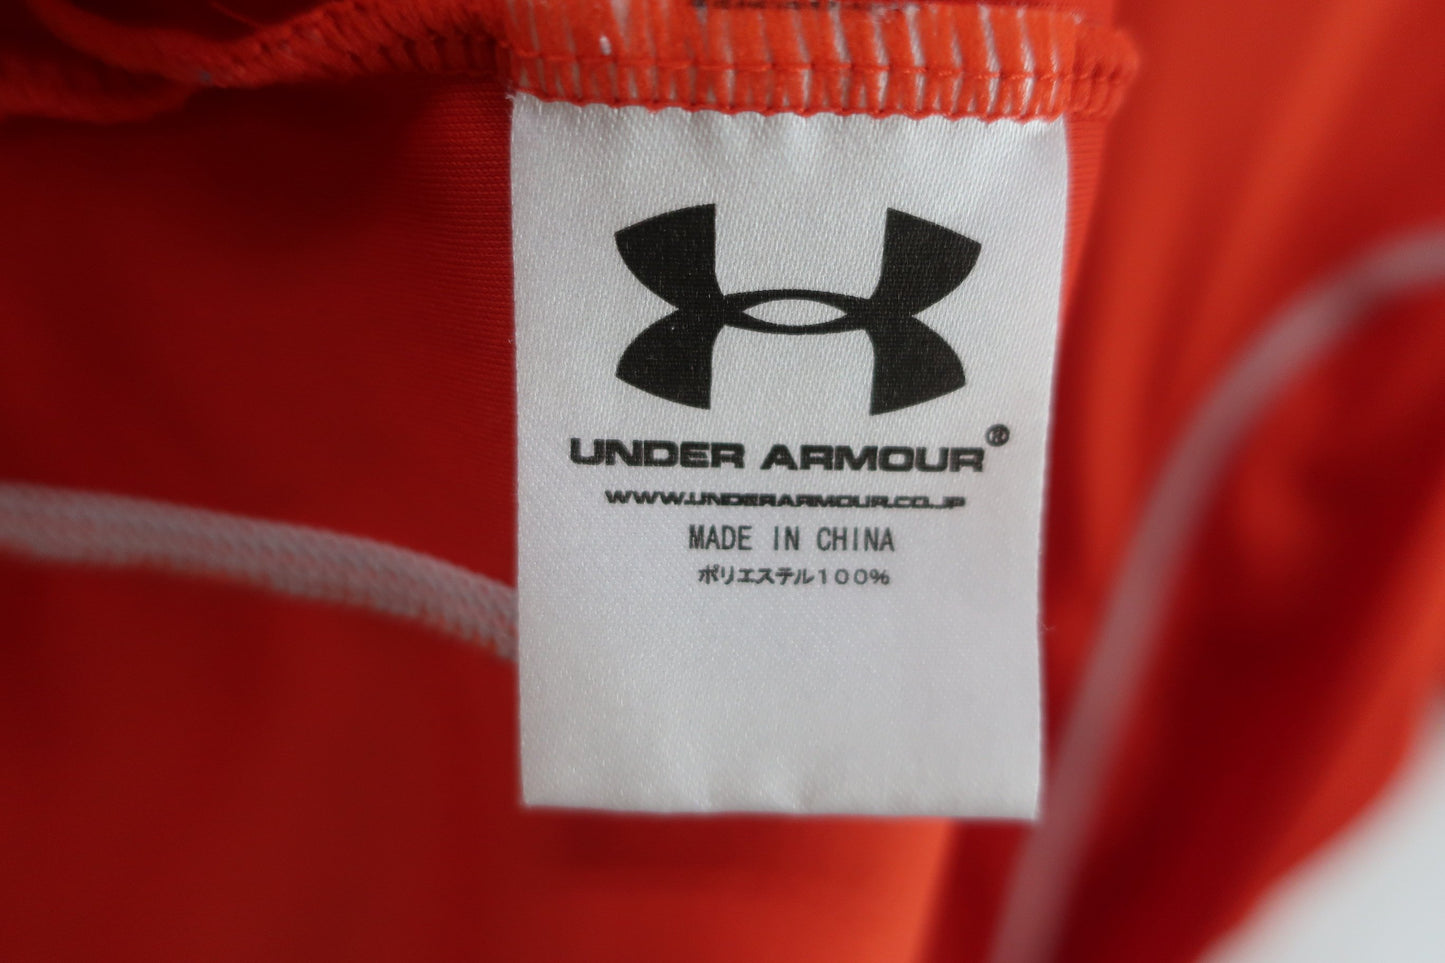 UNDER ARMOUR®
WWW.UNDERARMOUR.CO.JP
MADE IN CHINA
ポリエステル100%